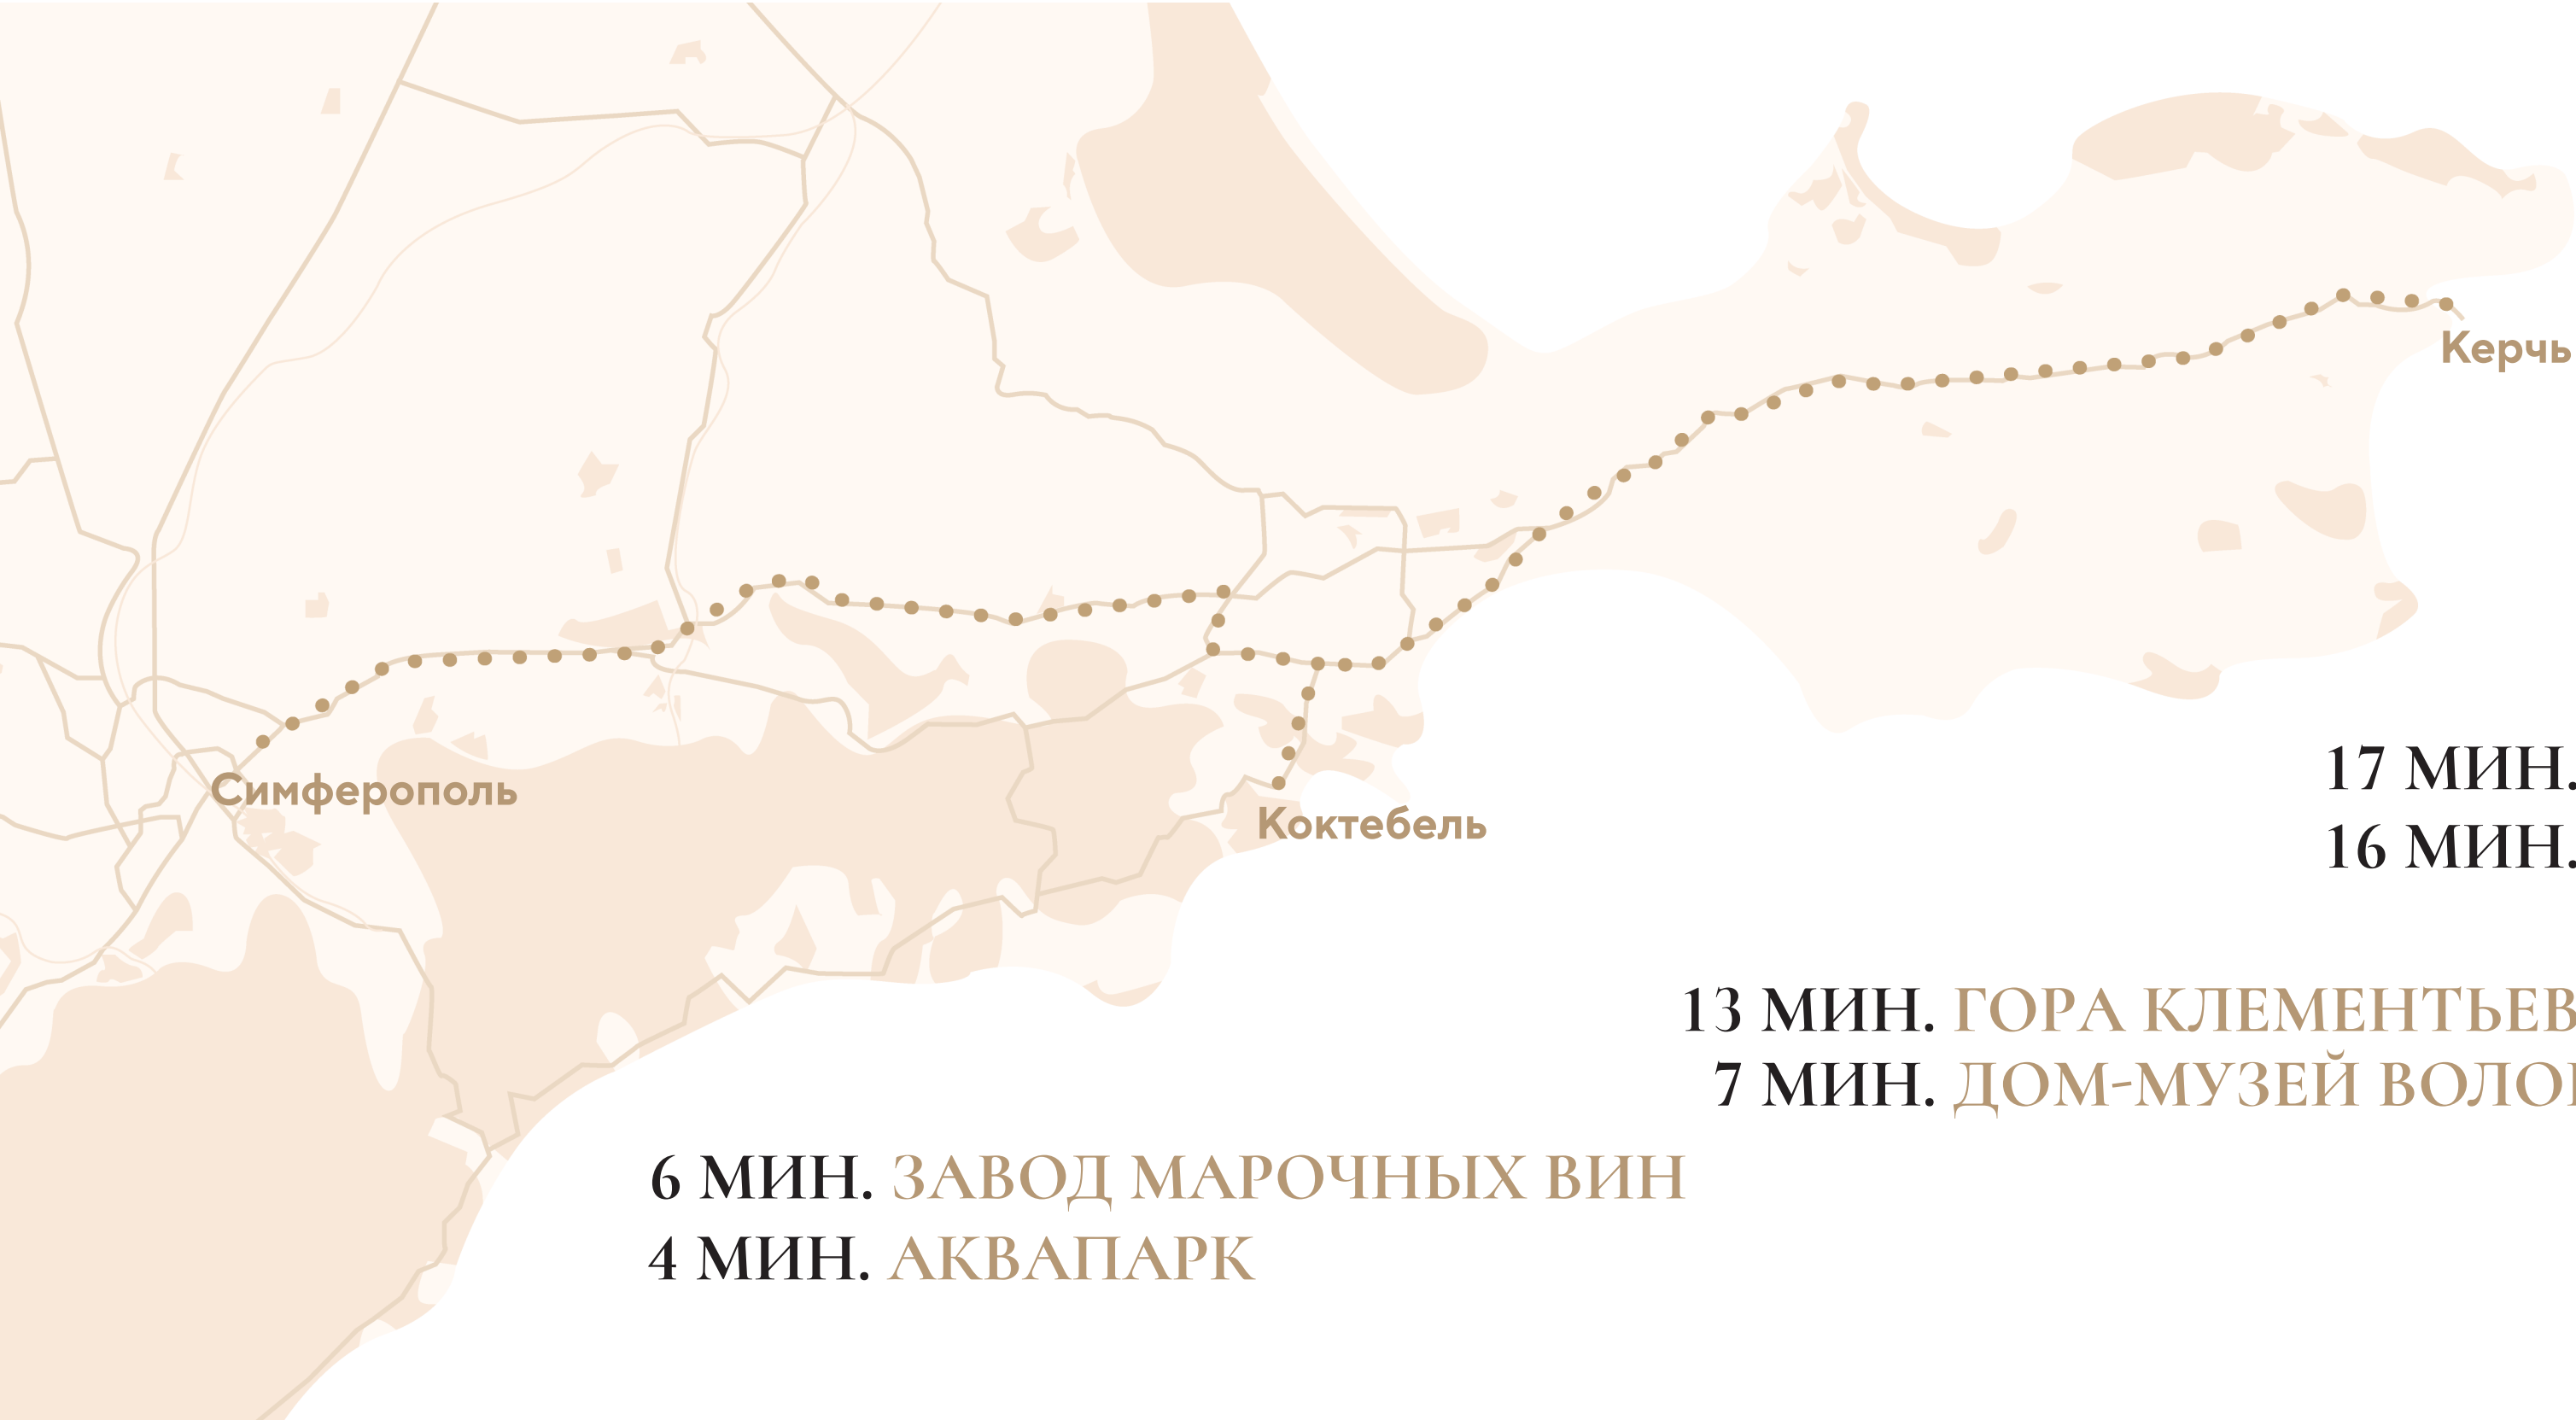 Керчь
Симферополь
Коктебель
17 МИН.
16 МИН.
13 МИН. ГОРА КЛЕМЕНТЬЕВ
7 МИН. ДОМ-МУЗЕЙ ВОЛО
6 МИН. ЗАВОД МАРОЧНЫХ ВИН
4 МИН. АКВАПАРК